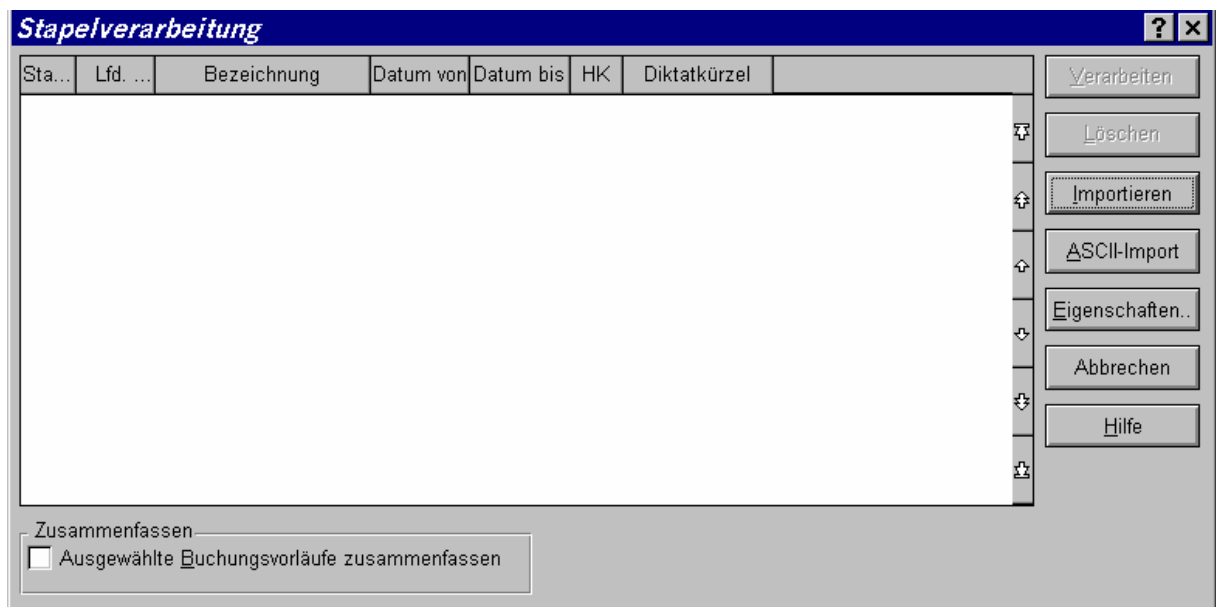 Stapelverarbeitung
Sta... Lfd. ... Bezeichnung Datum von Datum bis HK Diktatkürzel
Verarbeiten
Löschen
Importieren
ASCII-Import
Eigenschaften..
Abbrechen
Hilfe
Zusammenfassen
Ausgewählte Buchungsvorläufe zusammenfassen